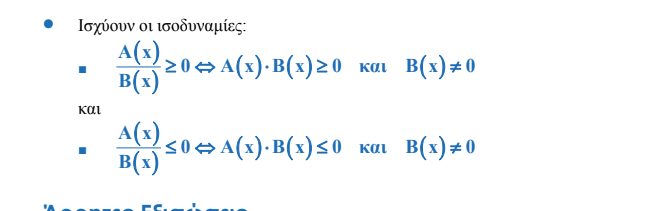 • Ισχύουν οι ισοδυναμίες:
▪ A(x)/B(x) ≥ 0 ⇔ A(x)·B(x) ≥ 0 και B(x) ≠ 0
και
▪ A(x)/B(x) ≤ 0 ⇔ A(x)·B(x) ≤ 0 και B(x) ≠ 0